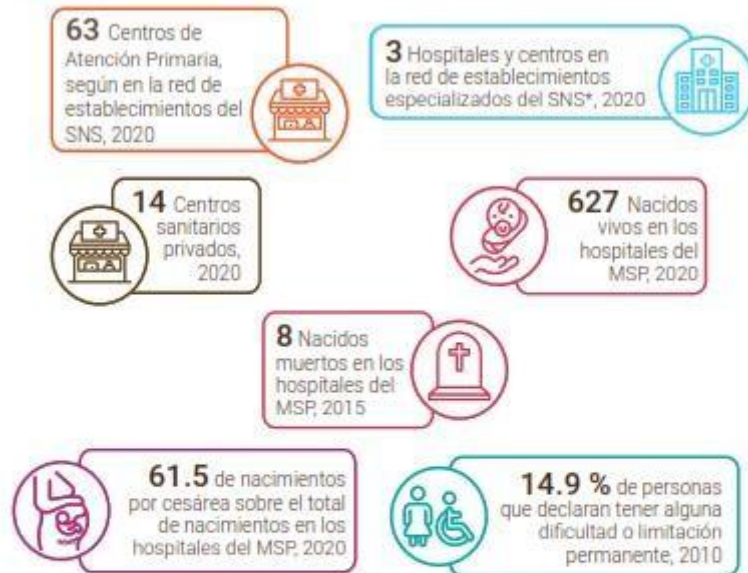 63 Centros de
Atención Primaria,
según en la red de
establecimientos del
SNS, 2020
3 Hospitales y centros en
la red de establecimientos
especializados del SNS*, 2020
14 Centros
sanitarios
privados,
2020
627 Nacidos
vivos en los
hospitales del
MSP, 2020
8 Nacidos
muertos en los
hospitales del
MSP, 2015
61.5 de nacimientos
por cesárea sobre el total
de nacimientos en los
hospitales del MSP, 2020
14.9 % de personas
que declaran tener alguna
dificultad o limitación
permanente, 2010